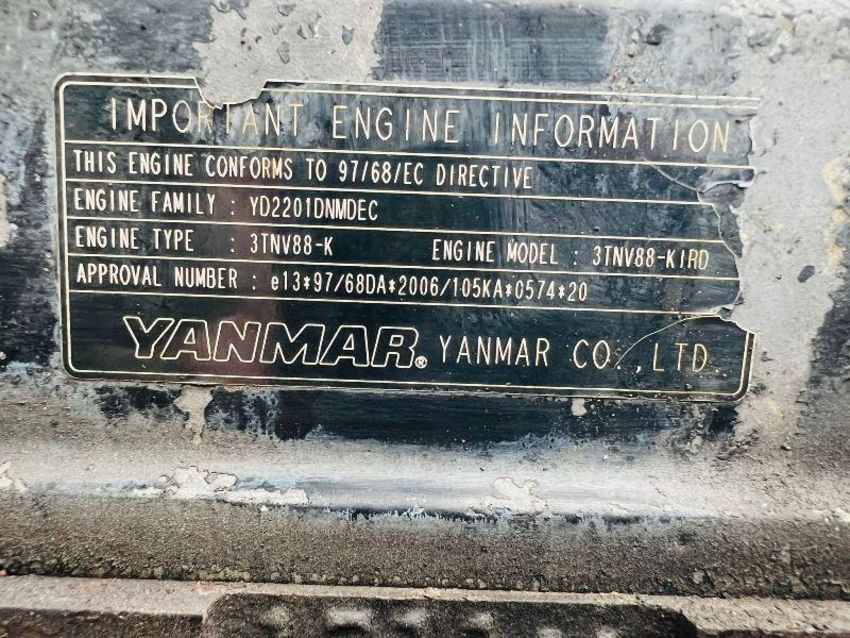 IMPORTANT ENGINE INFORMATION
THIS ENGINE CONFORMS TO 97/68/EC DIRECTIVE
ENGINE FAMILY : YD2201DNMDEC
ENGINE TYPE : 3TNV88-K ENGINE MODEL : 3TNV88-KIRD
APPROVAL NUMBER : e13*97/68DA*2006/105KA*0574*20
YANMAR® YANMAR CO.,LTD.